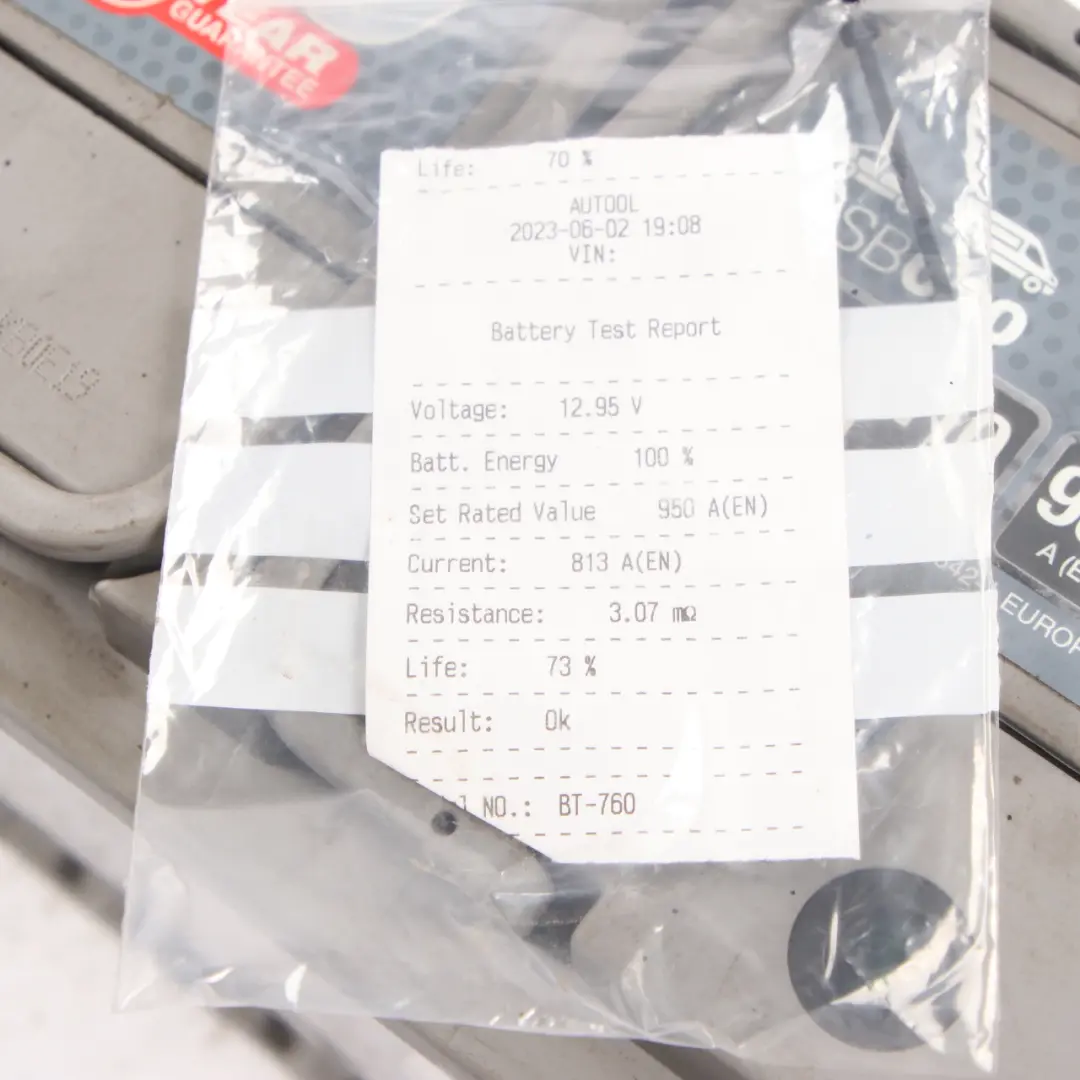 YEAR
GUARANTEE
Life: 70 %
AUTOOL
2023-06-02 19:08
VIN:
Battery Test Report
Voltage: 12.95 V
Batt. Energy 100 %
Set Rated Value 950 A(EN)
Current: 813 A(EN)
Resistance: 3.07 mΩ
Life: 73 %
Result: Ok
NO.: BT-760